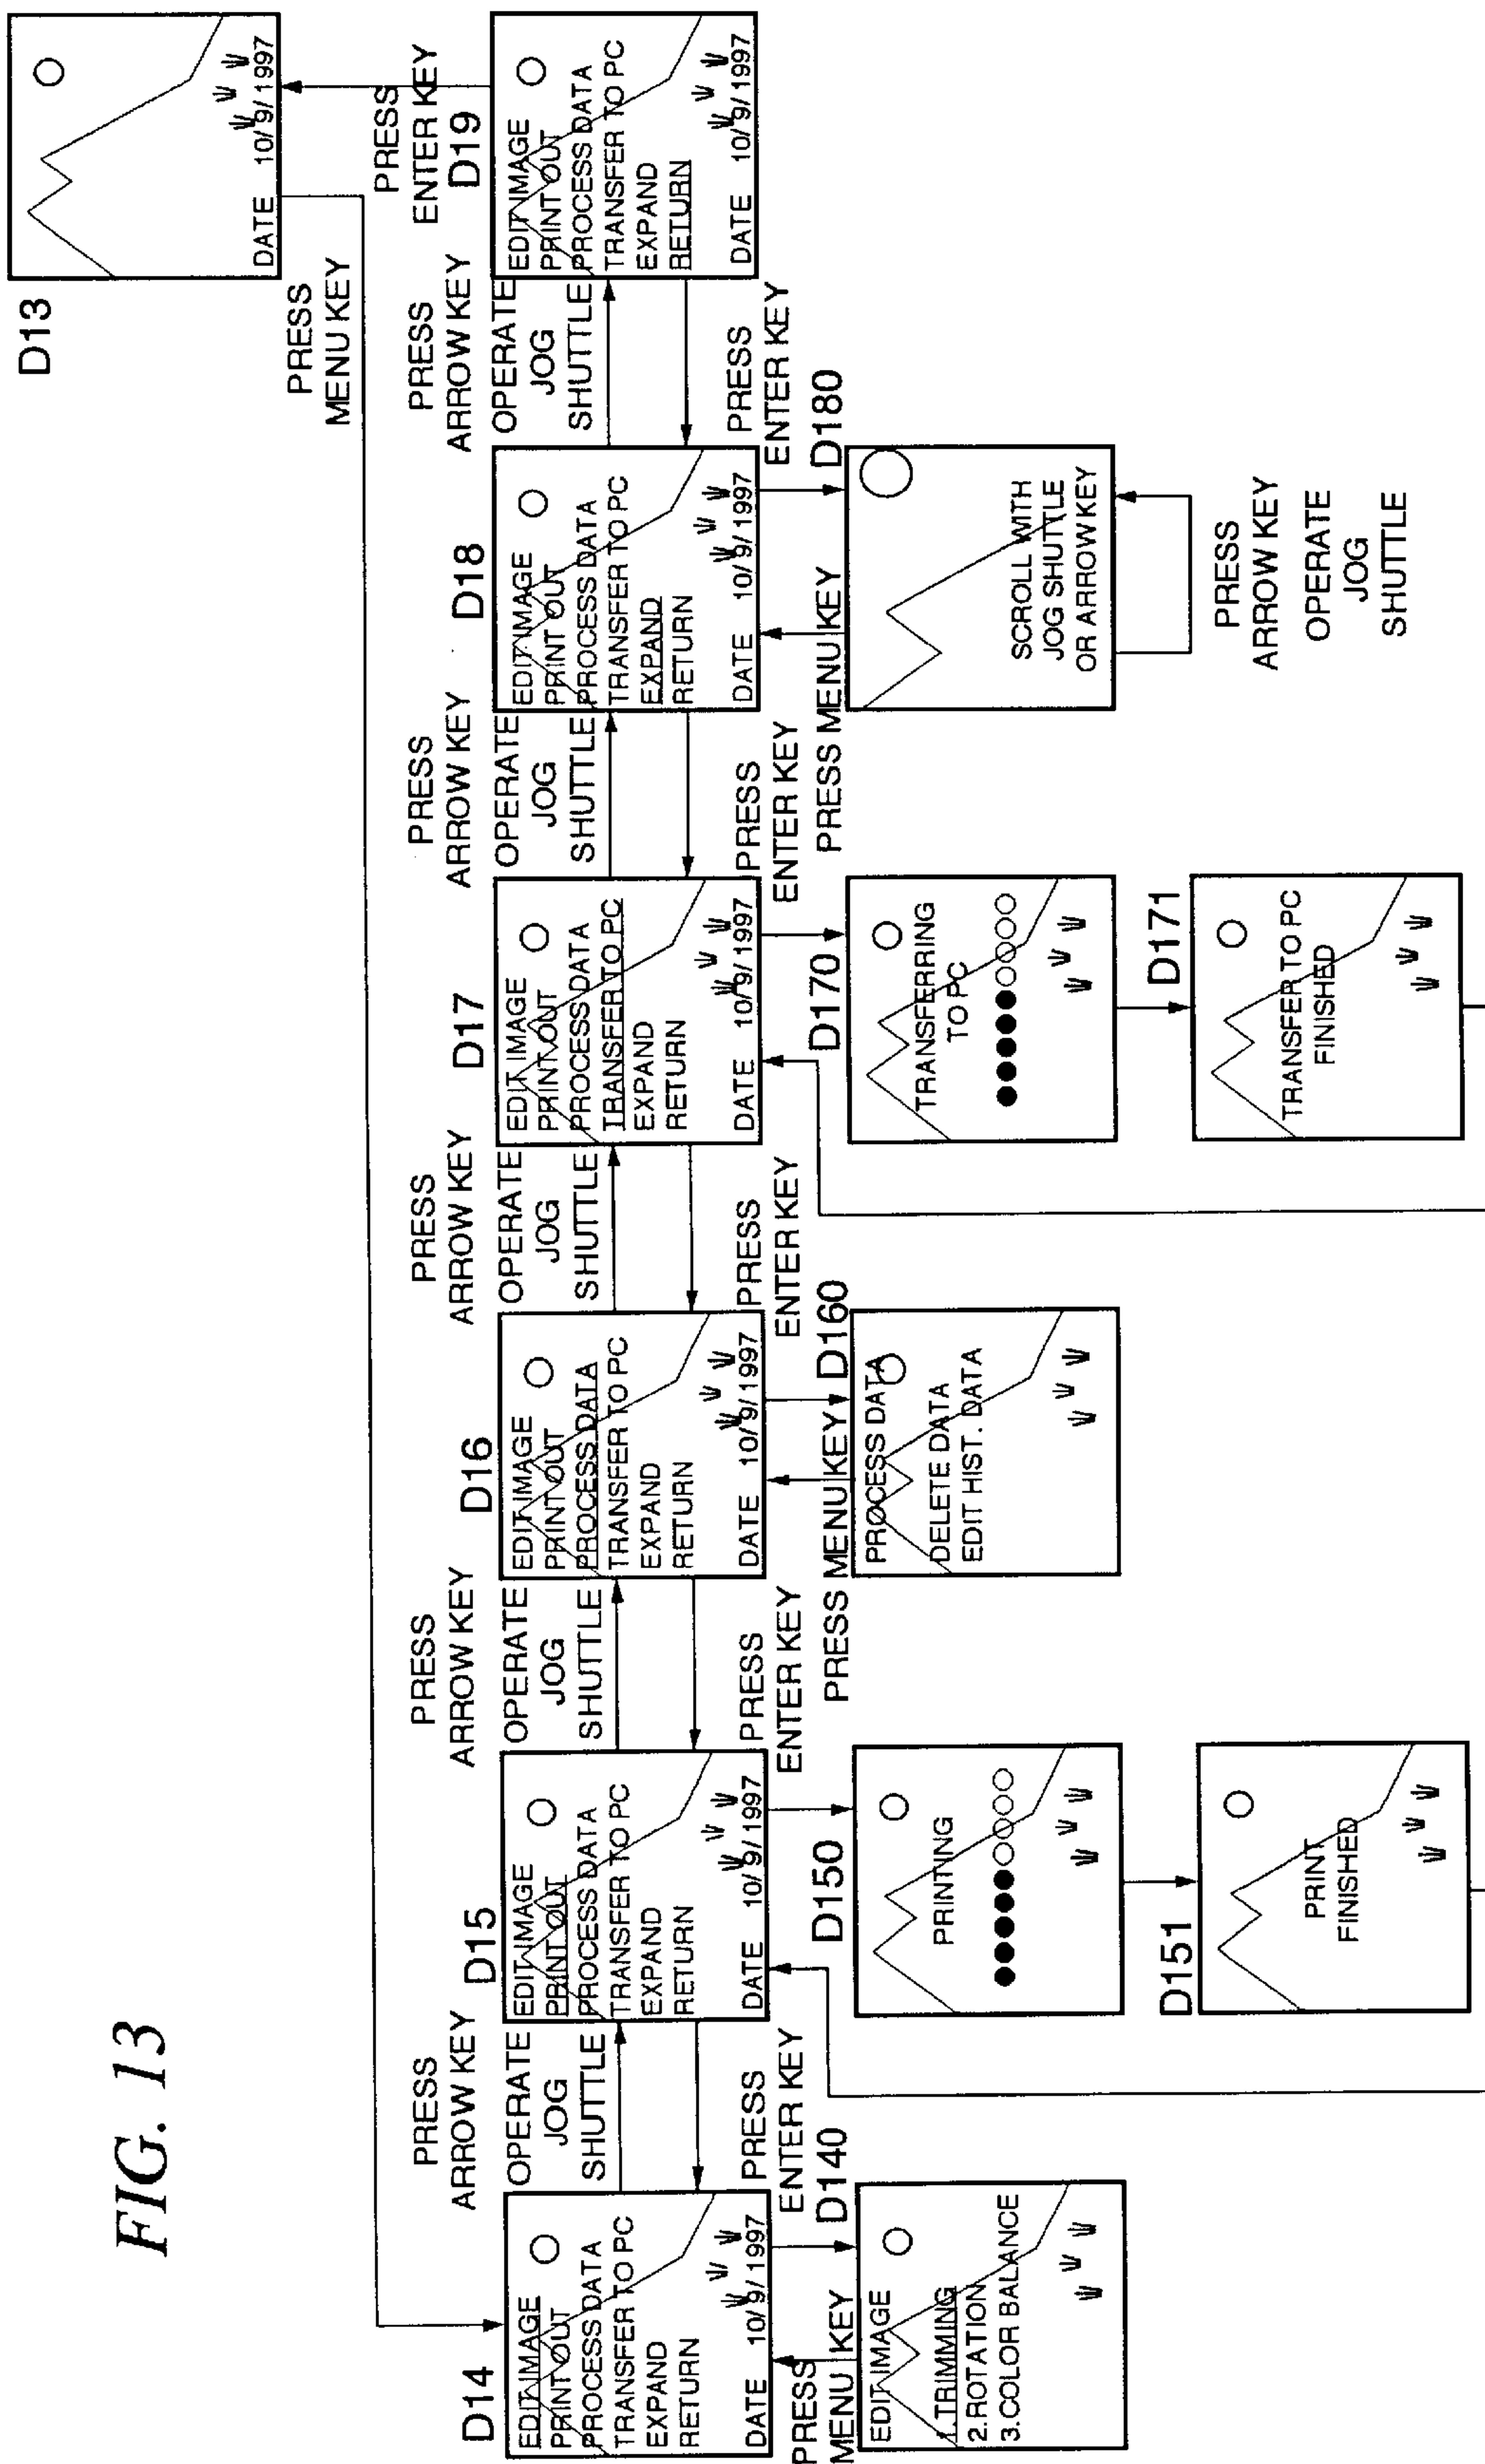 FIG. 13
D13
DATE 10/9/1997
PRESS
MENU KEY
D14
EDIT IMAGE
PRINT OUT
PROCESS DATA
TRANSFER TO PC
EXPAND
RETURN
DATE 10/9/1997
PRESS
ARROW KEY
OPERATE
JOG
SHUTTLE
D15
EDIT IMAGE
PRINT OUT
PROCESS DATA
TRANSFER TO PC
EXPAND
RETURN
DATE 10/9/1997
PRESS
ARROW KEY
OPERATE
JOG
SHUTTLE
D16
EDIT IMAGE
PRINT OUT
PROCESS DATA
TRANSFER TO PC
EXPAND
RETURN
DATE 10/9/1997
PRESS
ARROW KEY
OPERATE
JOG
SHUTTLE
D17
EDIT IMAGE
PRINT OUT
PROCESS DATA
TRANSFER TO PC
EXPAND
RETURN
DATE 10/9/1997
PRESS
ARROW KEY
OPERATE
JOG
SHUTTLE
D18
EDIT IMAGE
PRINT OUT
PROCESS DATA
TRANSFER TO PC
EXPAND
RETURN
DATE 10/9/1997
PRESS
ARROW KEY
OPERATE
JOG
SHUTTLE
D19
EDIT IMAGE
PRINT OUT
PROCESS DATA
TRANSFER TO PC
EXPAND
RETURN
DATE 10/9/1997
PRESS
ENTER KEY
PRESS
MENU KEY
PRESS
ENTER KEY
D140
EDIT IMAGE
1.TRIMMING
2.ROTATION
3.COLOR BALANCE
PRESS
ENTER KEY
D150
PRINTING
D151
PRINT
FINISHED
PRESS MENU KEY
PRESS
ENTER KEY
D160
PROCESS DATA
DELETE DATA
EDIT HIST. DATA
PRESS
ENTER KEY
D170
TRANSFERRING
TO PC
D171
TRANSFER TO PC
FINISHED
PRESS MENU KEY
PRESS
ENTER KEY
D180
SCROLL WITH
JOG SHUTTLE
OR ARROW KEY
PRESS
ARROW KEY
OPERATE
JOG
SHUTTLE